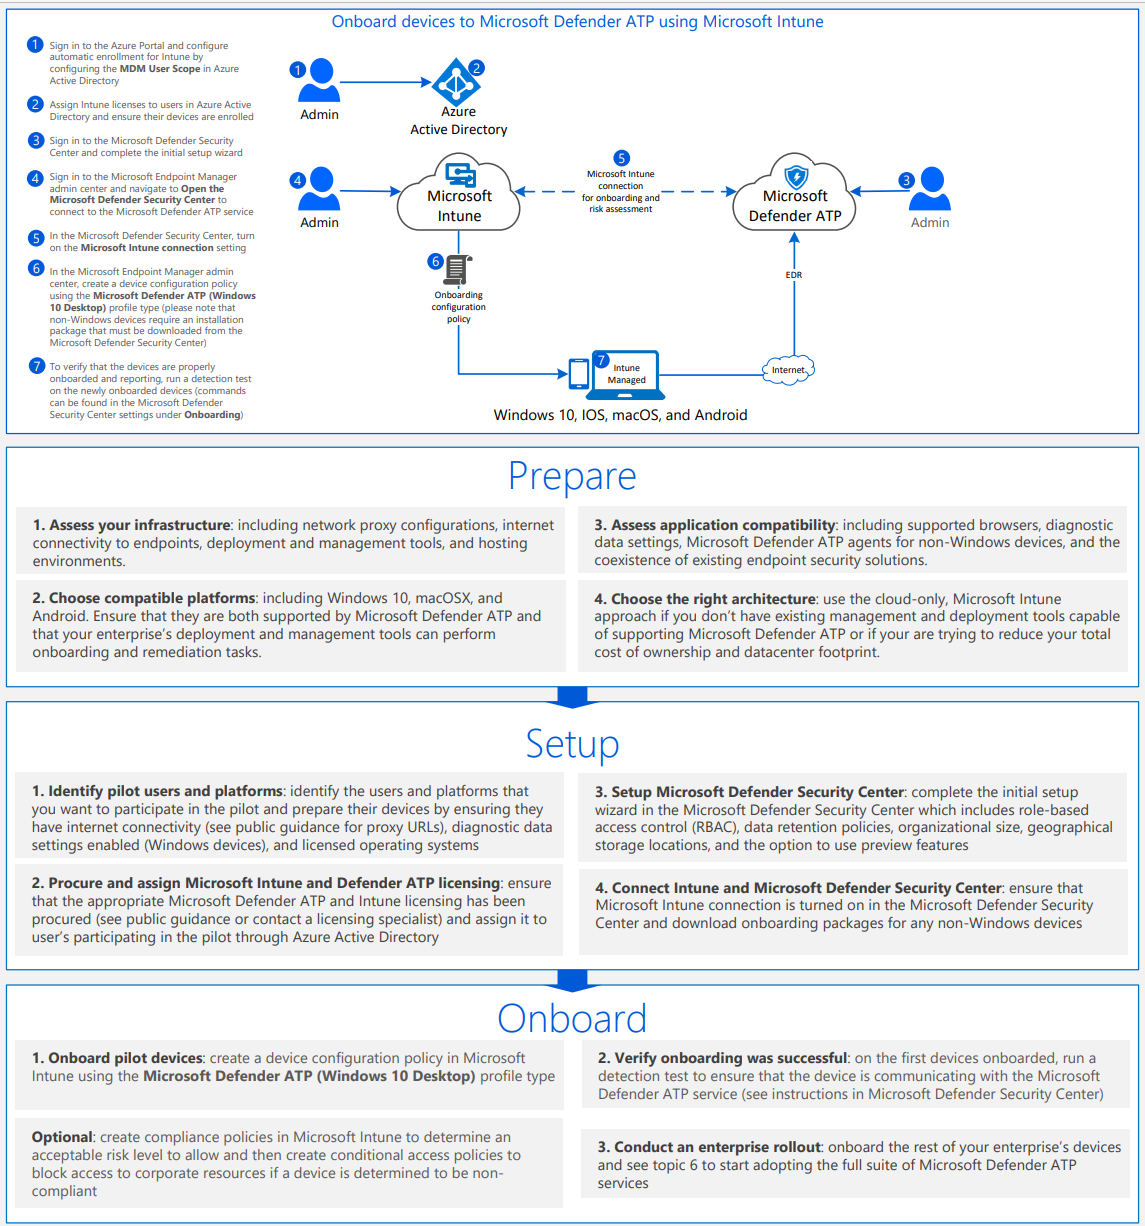 Onboard devices to Microsoft Defender ATP using Microsoft Intune
1 Sign in to the Azure Portal and configure
automatic enrollment for Intune by
configuring the MDM User Scope in Azure
Active Directory
2 Assign Intune licenses to users in Azure Active
Directory and ensure their devices are enrolled
3 Sign in to the Microsoft Defender Security
Center and complete the initial setup wizard
4 Sign in to the Microsoft Endpoint Manager
admin center and navigate to Open the
Microsoft Defender Security Center to
connect to the Microsoft Defender ATP service
5 In the Microsoft Defender Security Center, turn
on the Microsoft Intune connection setting
6 In the Microsoft Endpoint Manager admin
center, create a device configuration policy
using the Microsoft Defender ATP (Windows
10 Desktop) profile type (please note that
non-Windows devices require an installation
package that must be downloaded from the
Microsoft Defender Security Center)
7 To verify that the devices are properly
onboarded and reporting, run a detection test
on the newly onboarded devices (commands
can be found in the Microsoft Defender
Security Center settings under Onboarding)
1
Admin
2
Azure
Active Directory
4
Admin
Microsoft
Intune
5
Microsoft Intune
connection
for onboarding and
risk assessment
Microsoft
Defender ATP
3
Admin
6
Onboarding
configuration
policy
EDR
7
Intune
Managed
Internet
Windows 10, IOS, macOS, and Android
Prepare
1. Assess your infrastructure: including network proxy configurations, internet
connectivity to endpoints, deployment and management tools, and hosting
environments.
2. Choose compatible platforms: including Windows 10, macOSX, and
Android. Ensure that they are both supported by Microsoft Defender ATP and
that your enterprise's deployment and management tools can perform
onboarding and remediation tasks.
3. Assess application compatibility: including supported browsers, diagnostic
data settings, Microsoft Defender ATP agents for non-Windows devices, and the
coexistence of existing endpoint security solutions.
4. Choose the right architecture: use the cloud-only, Microsoft Intune
approach if you don't have existing management and deployment tools capable
of supporting Microsoft Defender ATP or if your are trying to reduce your total
cost of ownership and datacenter footprint.
Setup
1. Identify pilot users and platforms: identify the users and platforms that
you want to participate in the pilot and prepare their devices by ensuring they
have internet connectivity (see public guidance for proxy URLs), diagnostic data
settings enabled (Windows devices), and licensed operating systems
2. Procure and assign Microsoft Intune and Defender ATP licensing: ensure
that the appropriate Microsoft Defender ATP and Intune licensing has been
procured (see public guidance or contact a licensing specialist) and assign it to
user's participating in the pilot through Azure Active Directory
3. Setup Microsoft Defender Security Center: complete the initial setup
wizard in the Microsoft Defender Security Center which includes role-based
access control (RBAC), data retention policies, organizational size, geographical
storage locations, and the option to use preview features
4. Connect Intune and Microsoft Defender Security Center: ensure that
Microsoft Intune connection is turned on in the Microsoft Defender Security
Center and download onboarding packages for any non-Windows devices
Onboard
1. Onboard pilot devices: create a device configuration policy in Microsoft
Intune using the Microsoft Defender ATP (Windows 10 Desktop) profile type
Optional: create compliance policies in Microsoft Intune to determine an
acceptable risk level to allow and then create conditional access policies to
block access to corporate resources if a device is determined to be non-
compliant
2. Verify onboarding was successful: on the first devices onboarded, run a
detection test to ensure that the device is communicating with the Microsoft
Defender ATP service (see instructions in Microsoft Defender Security Center)
3. Conduct an enterprise rollout: onboard the rest of your enterprise's devices
and see topic 6 to start adopting the full suite of Microsoft Defender ATP
services